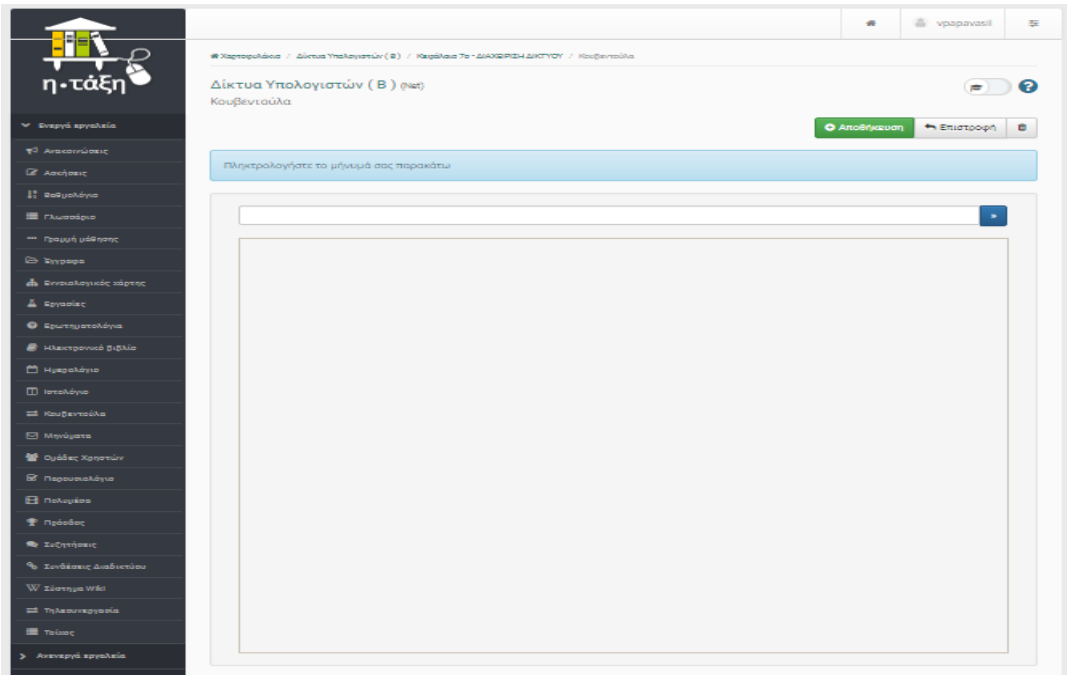 η·τάξη
vpapavasil
Χαρτοφυλάκιο / Δίκτυα Υπολογιστών ( Β ) / Κεφάλαιο 7ο - ΔΙΑΧΕΙΡΙΣΗ ΔΙΚΤΥΟΥ / Κουβεντούλα
Δίκτυα Υπολογιστών ( Β ) (Net)
Κουβεντούλα
Αποθήκευση Επιστροφή
Πληκτρολογήστε το μήνυμά σας παρακάτω
»
Ενεργά εργαλεία
Ανακοινώσεις
Ασκήσεις
Βαθμολόγιο
Γλωσσάριο
Γραμμή μάθησης
Έγγραφα
Εννοιολογικός χάρτης
Εργασίες
Ερωτηματολόγια
Ηλεκτρονικό βιβλίο
Ημερολόγιο
Ιστολόγιο
Κουβεντούλα
Μηνύματα
Ομάδες Χρηστών
Παρουσιολόγιο
Πολυμέσα
Πρόοδος
Συζητήσεις
Συνδέσεις Διαδικτύου
Σύστημα Wiki
Τηλεσυνεργασία
Τοίχος
Ανενεργά εργαλεία